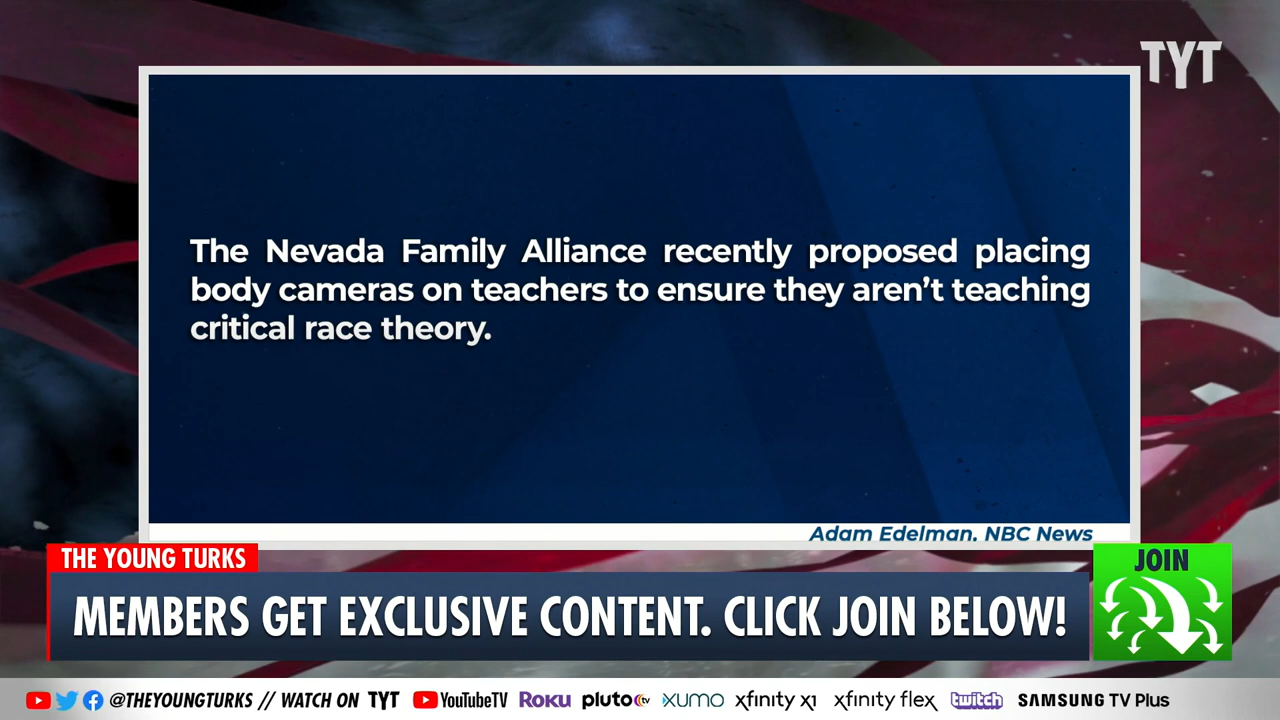 TYT
The Nevada Family Alliance recently proposed placing
body cameras on teachers to ensure they aren’t teaching
critical race theory.
Adam Edelman, NBC News
THE YOUNG TURKS
JOIN
MEMBERS GET EXCLUSIVE CONTENT. CLICK JOIN BELOW!
@THEYOUNGTURKS // WATCH ON TYT YouTubeTV Roku pluto tv xumo xfinity x1 xfinity flex twitch SAMSUNG TV Plus